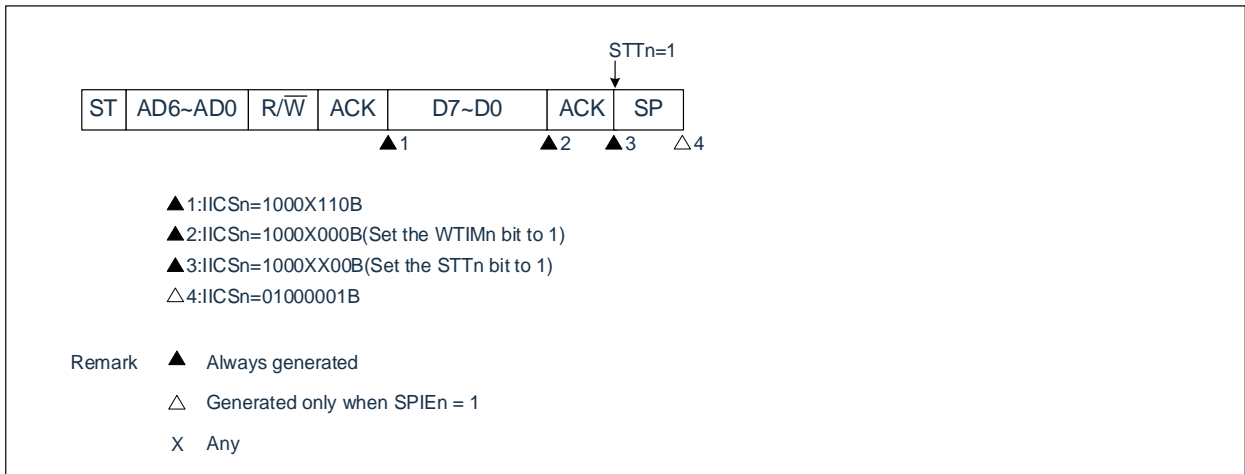 STTn=1
ST AD6~AD0 R/W̅ ACK D7~D0 ACK SP
▲1 ▲2 ▲3 △4
▲1:IICSn=1000X110B
▲2:IICSn=1000X000B(Set the WTIMn bit to 1)
▲3:IICSn=1000XX00B(Set the STTn bit to 1)
△4:IICSn=01000001B
Remark ▲ Always generated
△ Generated only when SPIEn = 1
X Any